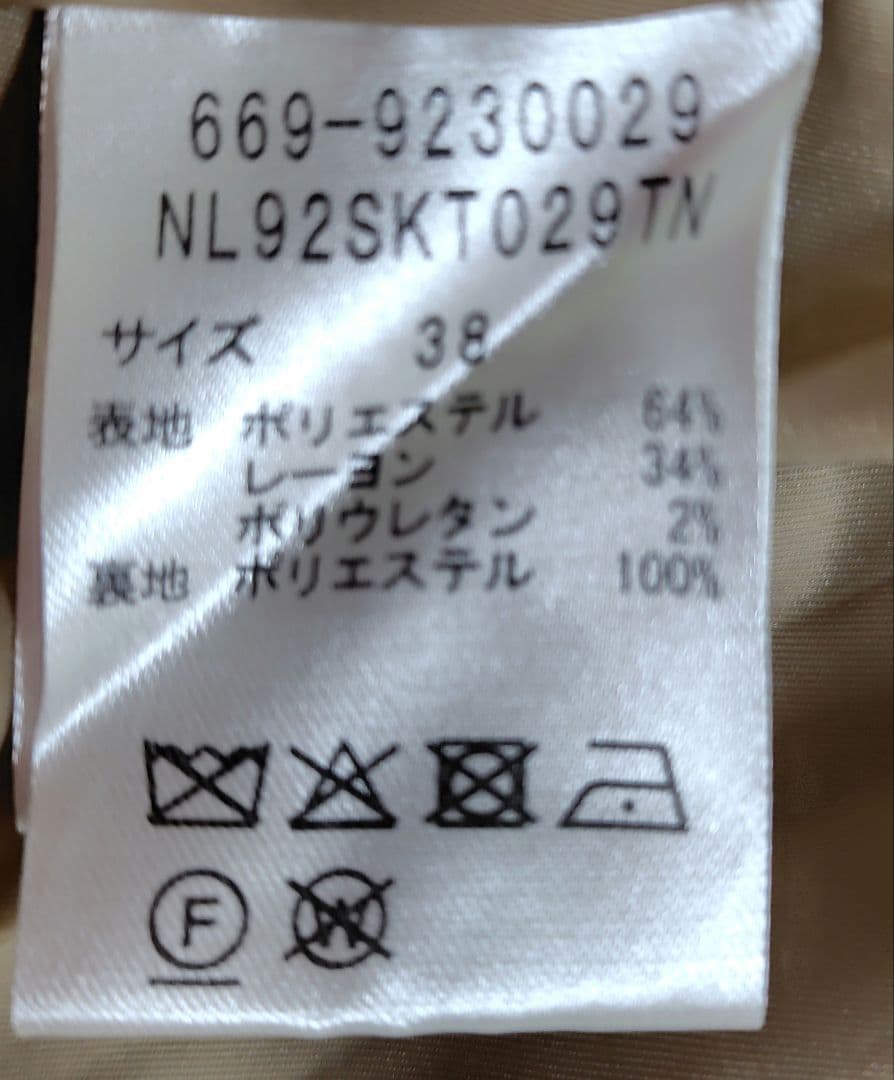 669-9230029
NL92SKT029TN
サイズ 38
表地 ポリエステル 64%
レーヨン 34%
ポリウレタン 2%
裏地 ポリエステル 100%
F W